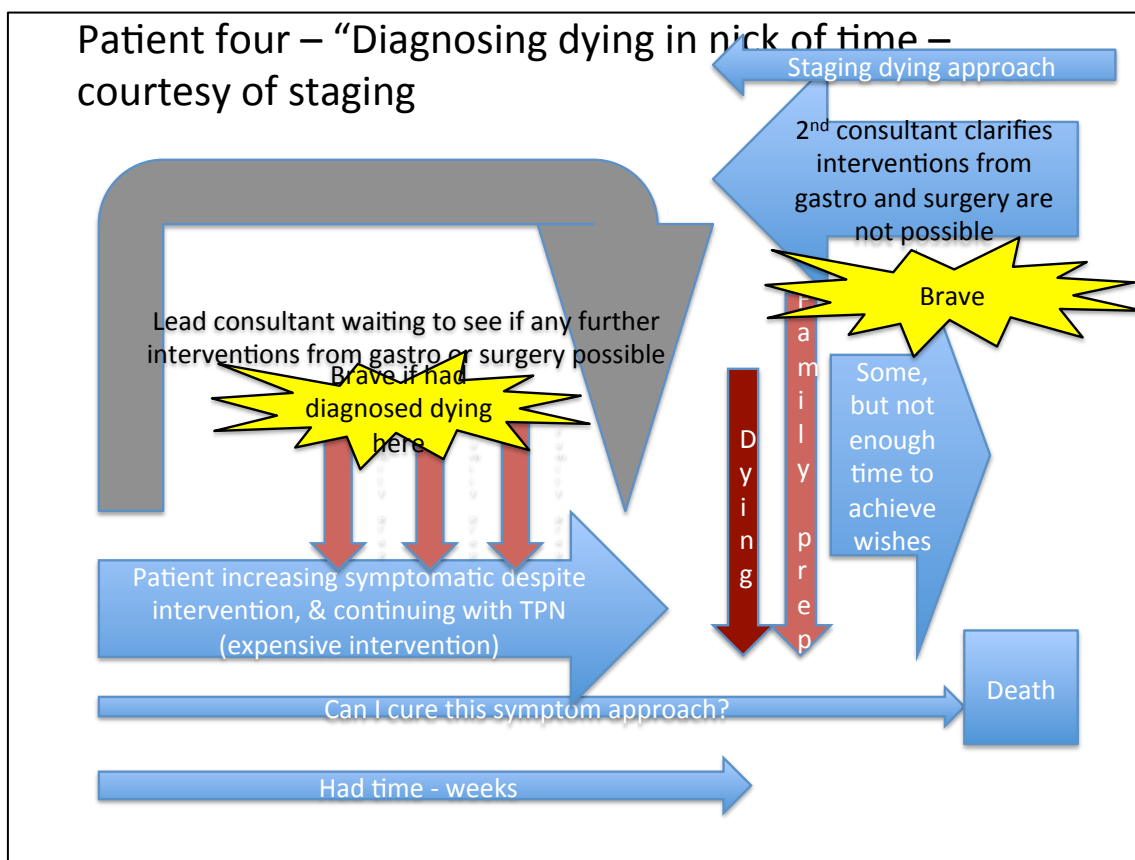 Patient four – “Diagnosing dying in nick of time –
courtesy of staging
Staging dying approach
2nd consultant clarifies
interventions from
gastro and surgery are
not possible
Brave
Lead consultant waiting to see if any further
interventions from gastro or surgery possible
Brave if had
diagnosed dying
here
Dying
Family prep
Some,
but not
enough
time to
achieve
wishes
Patient increasing symptomatic despite
intervention, & continuing with TPN
(expensive intervention)
Death
Can I cure this symptom approach?
Had time - weeks